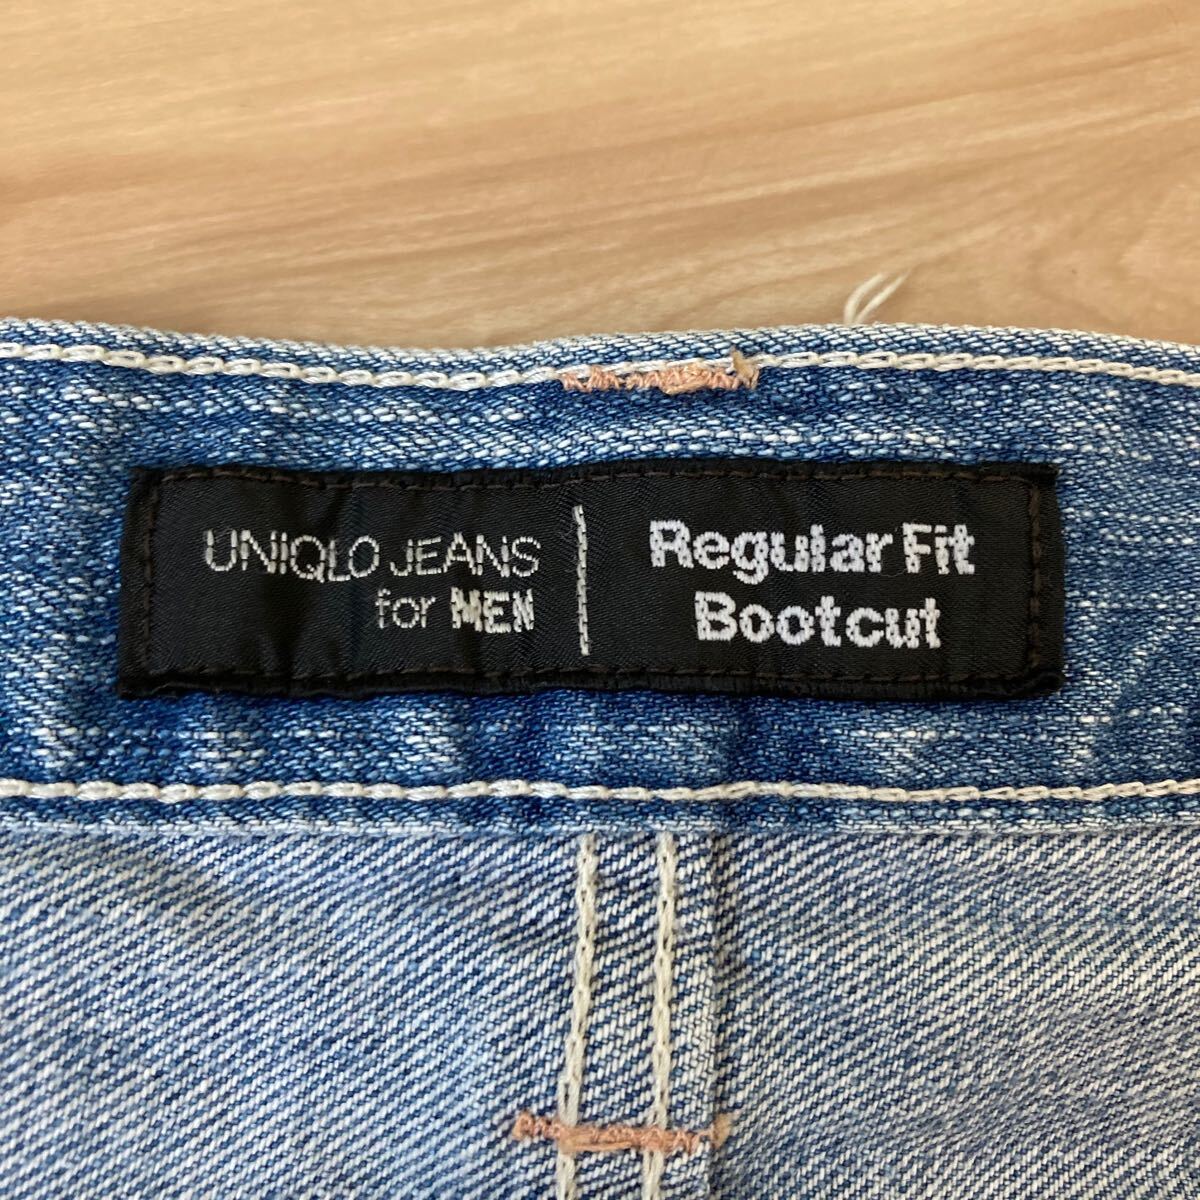 UNIQLO JEANS
for MEN
Regular Fit
Bootcut